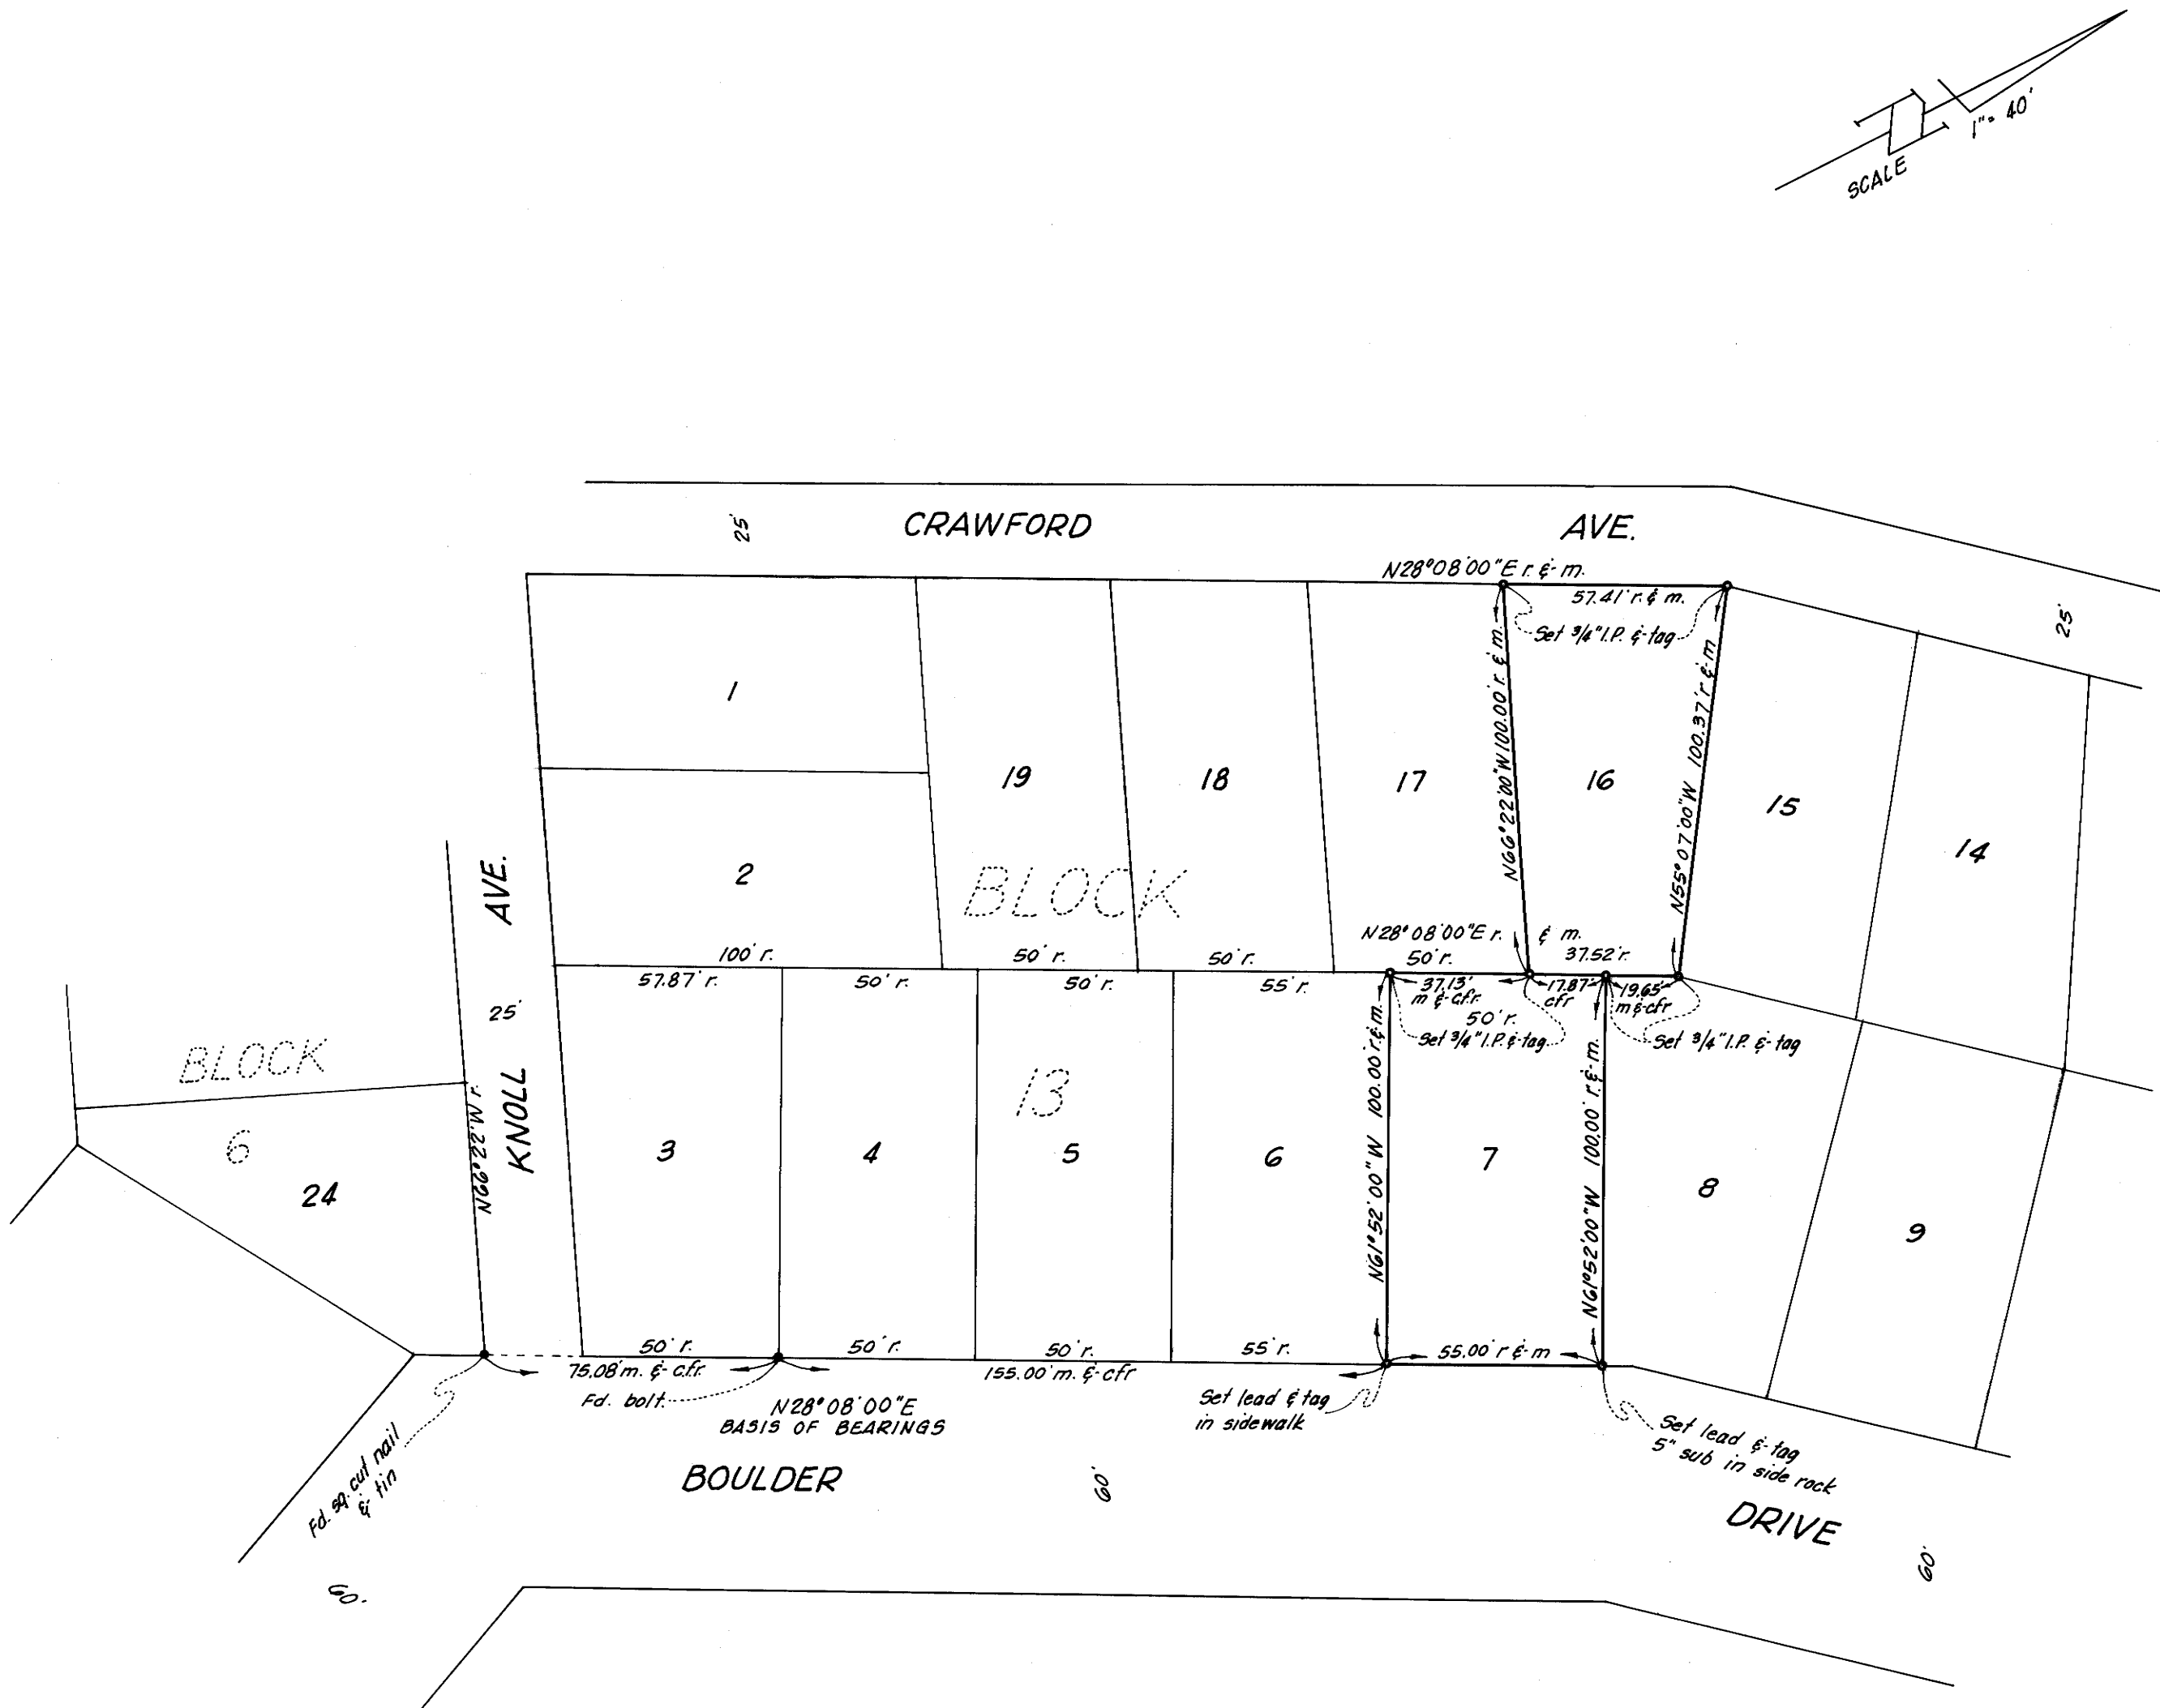 SCALE
1" = 40'
CRAWFORD AVE.
25'
N28°08'00"E r. & m.
57.41' r. & m.
Set 3/4" I.P. & tag
25'
N66°22'00"W 100.00' r. & m.
N55°07'00"W 100.37' r & m
1
19
18
17
16
15
14
2
BLOCK
KNOLL AVE.
25'
N66°22'W r.
100' r.
50' r.
50' r.
N28°08'00"E r. & m.
50' r.
37.52' r.
57.87' r.
50' r.
50' r.
55' r.
37.13'
m & cfr.
17.87'
cfr
19.65'
m & cfr
50' r.
Set 3/4" I.P. & tag
Set 3/4" I.P. & tag
BLOCK
6
24
13
3
4
5
6
7
8
9
N61°52'00"W 100.00' r. & m.
N61°52'00"W 100.00' r. & m.
50' r.
50' r.
50' r.
55' r.
55.00 r & m
75.08' m. & cfr.
155.00' m. & cfr
Fd. bolt.
N28°08'00"E
BASIS OF BEARINGS
Set lead & tag
in sidewalk
Set lead & tag
5" sub in side rock
Fd. sq. cut nail
& tin
BOULDER DRIVE
60'
60'